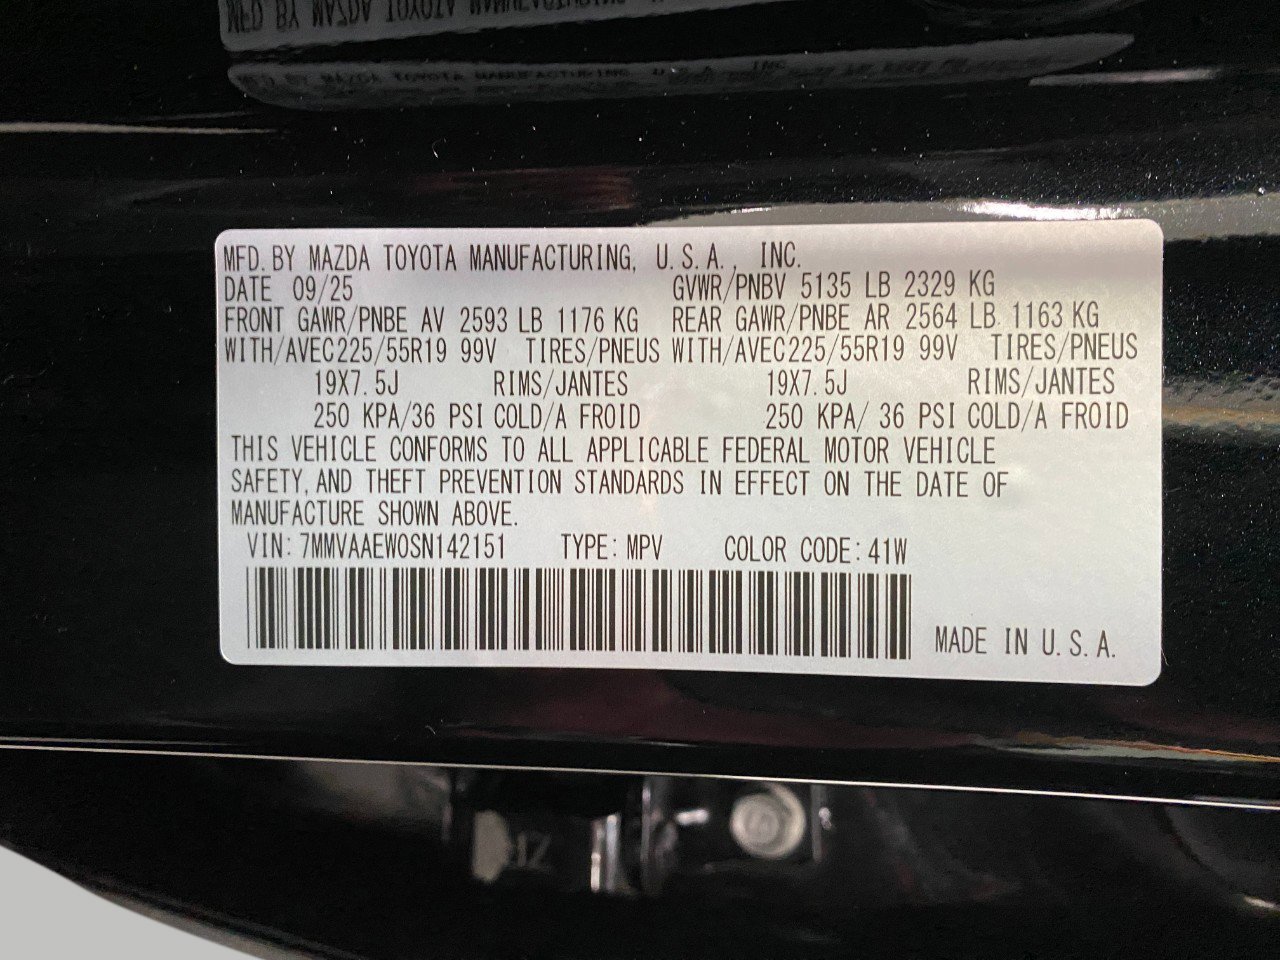 MFD. BY MAZDA TOYOTA MANUFACTURING, U.S.A., INC.
DATE 09/25 GVWR/PNBV 5135 LB 2329 KG
FRONT GAWR/PNBE AV 2593 LB 1176 KG REAR GAWR/PNBE AR 2564 LB 1163 KG
WITH/AVEC225/55R19 99V TIRES/PNEUS WITH/AVEC225/55R19 99V TIRES/PNEUS
19X7.5J RIMS/JANTES 19X7.5J RIMS/JANTES
250 KPA/36 PSI COLD/A FROID 250 KPA/ 36 PSI COLD/A FROID
THIS VEHICLE CONFORMS TO ALL APPLICABLE FEDERAL MOTOR VEHICLE
SAFETY, AND THEFT PREVENTION STANDARDS IN EFFECT ON THE DATE OF
MANUFACTURE SHOWN ABOVE.
VIN: 7MMVAAEW0SN142151 TYPE: MPV COLOR CODE: 41W
MADE IN U.S.A.